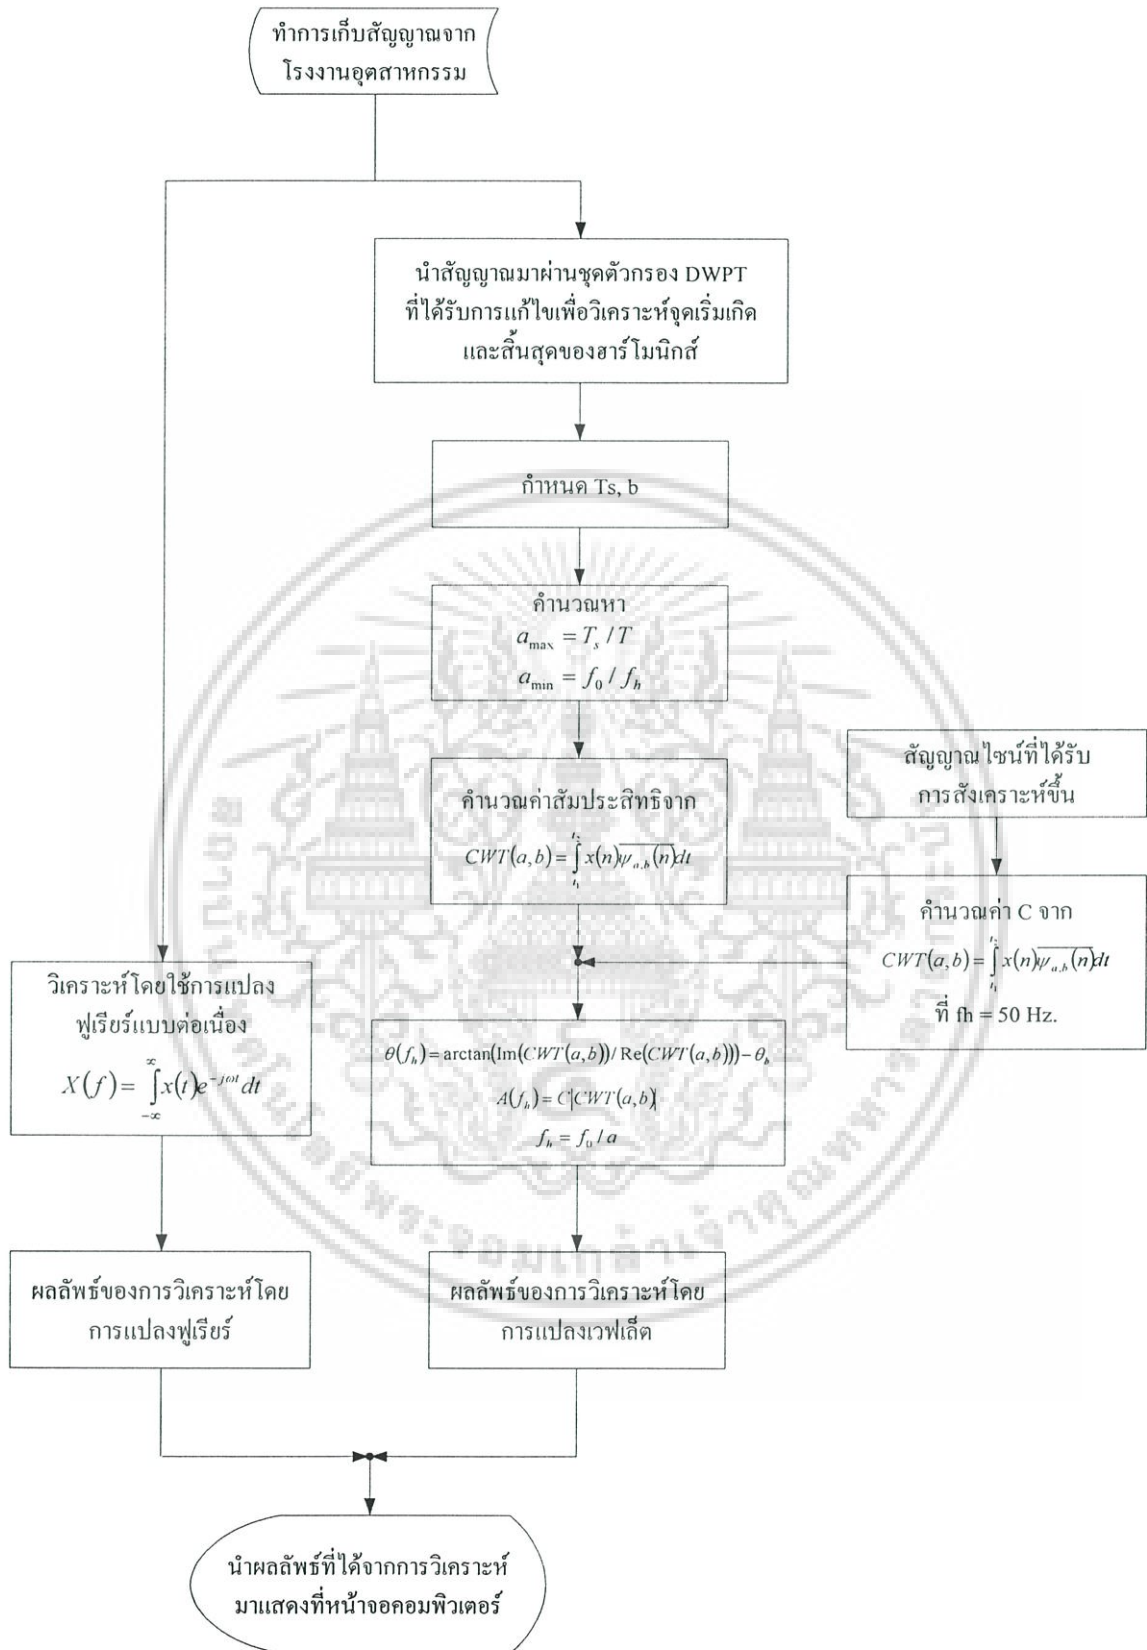 ทำการเก็บสัญญาณจาก
โรงงานอุตสาหกรรม
นำสัญญาณมาผ่านชุดตัวกรอง DWPT
ที่ได้รับการแก้ไขเพื่อวิเคราะห์จุดเริ่มเกิด
และสิ้นสุดของฮาร์โมนิกส์
กำหนด Ts, b
คำนวณหา
a_max = T_s / T
a_min = f_0 / f_h
คำนวณค่าสัมประสิทธิจาก
CWT(a,b) = ∫_{t_1}^{t_2} x(n) \overline{ψ_{a,b}(n)} dt
สัญญาณไซน์ที่ได้รับ
การสังเคราะห์ขึ้น
คำนวณค่า C จาก
CWT(a,b) = ∫_{t_1}^{t_2} x(n) \overline{ψ_{a,b}(n)} dt
ที่ fh = 50 Hz.
วิเคราะห์โดยใช้การแปลง
ฟูเรียร์แบบต่อเนื่อง
X(f) = ∫_{-∞}^{∞} x(t)e^{-jωt} dt
θ(f_h) = arctan(Im(CWT(a,b))/ Re(CWT(a,b))) − θ_b
A(f_h) = C|CWT(a,b)|
f_h = f_0 / a
ผลลัพธ์ของการวิเคราะห์โดย
การแปลงฟูเรียร์
ผลลัพธ์ของการวิเคราะห์โดย
การแปลงเวฟเล็ต
นำผลลัพธ์ที่ได้จากการวิเคราะห์
มาแสดงที่หน้าจอคอมพิวเตอร์